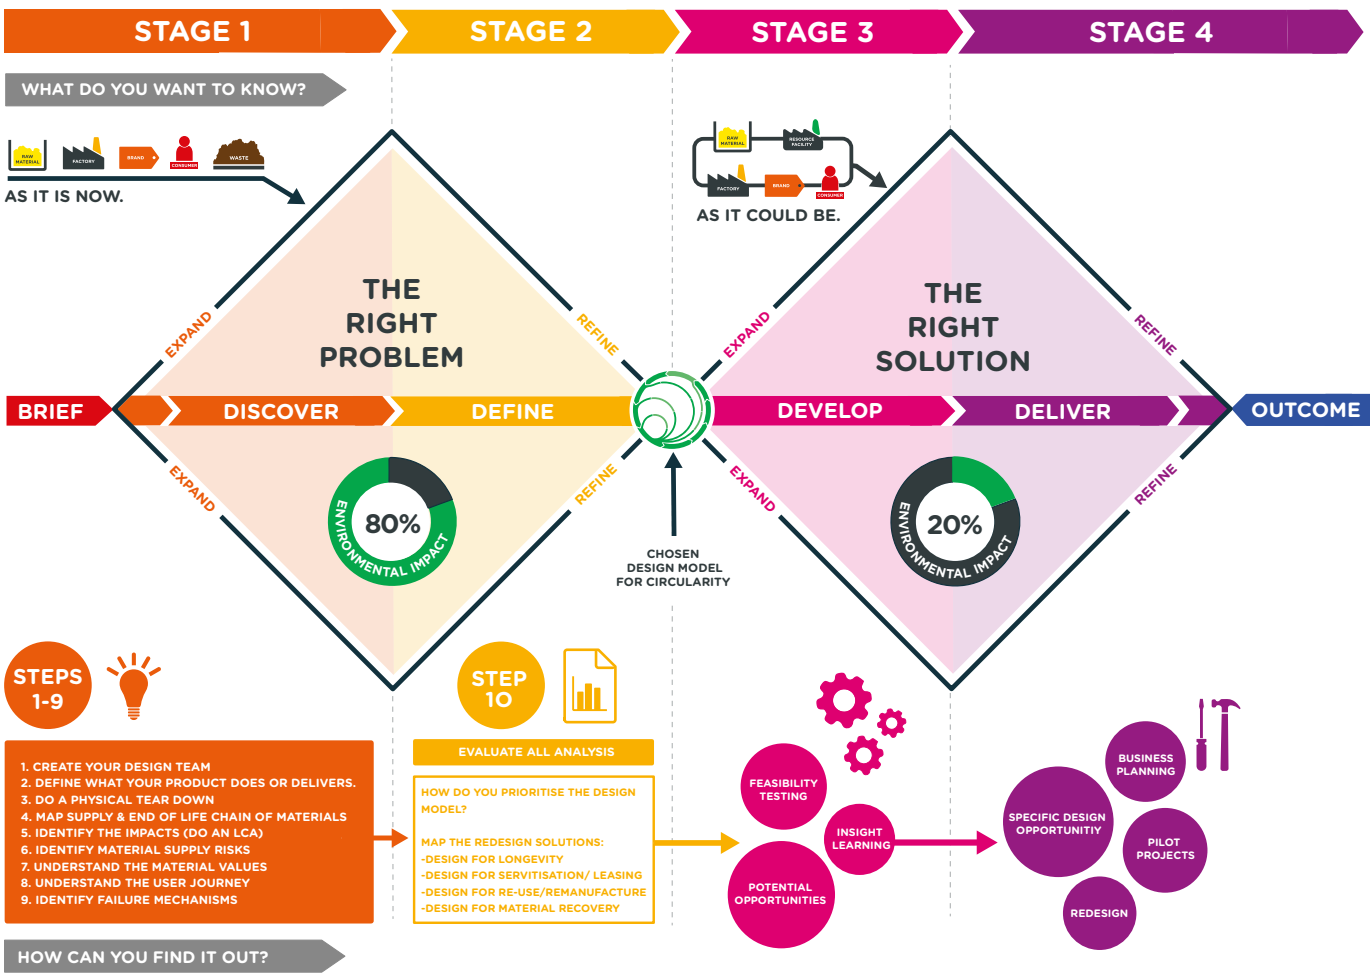 STAGE 1
STAGE 2
STAGE 3
STAGE 4
WHAT DO YOU WANT TO KNOW?
RAW
MATERIAL
FACTORY
BRAND
CONSUMER
WASTE
AS IT IS NOW.
RAW
MATERIAL
RESOURCE
FACILITY
FACTORY
BRAND
CONSUMER
AS IT COULD BE.
THE
RIGHT
PROBLEM
THE
RIGHT
SOLUTION
EXPAND
REFINE
EXPAND
REFINE
BRIEF
DISCOVER
DEFINE
DEVELOP
DELIVER
OUTCOME
EXPAND
REFINE
EXPAND
REFINE
80%
ENVIRONMENTAL IMPACT
20%
ENVIRONMENTAL IMPACT
CHOSEN
DESIGN MODEL
FOR CIRCULARITY
STEPS
1-9
STEP
10
1. CREATE YOUR DESIGN TEAM
2. DEFINE WHAT YOUR PRODUCT DOES OR DELIVERS.
3. DO A PHYSICAL TEAR DOWN
4. MAP SUPPLY & END OF LIFE CHAIN OF MATERIALS
5. IDENTIFY THE IMPACTS (DO AN LCA)
6. IDENTIFY MATERIAL SUPPLY RISKS
7. UNDERSTAND THE MATERIAL VALUES
8. UNDERSTAND THE USER JOURNEY
9. IDENTIFY FAILURE MECHANISMS
EVALUATE ALL ANALYSIS
HOW DO YOU PRIORITISE THE DESIGN
MODEL?
MAP THE REDESIGN SOLUTIONS:
-DESIGN FOR LONGEVITY
-DESIGN FOR SERVITISATION/ LEASING
-DESIGN FOR RE-USE/REMANUFACTURE
-DESIGN FOR MATERIAL RECOVERY
FEASIBILITY
TESTING
INSIGHT
LEARNING
POTENTIAL
OPPORTUNITIES
BUSINESS
PLANNING
SPECIFIC DESIGN
OPPORTUNITIY
PILOT
PROJECTS
REDESIGN
HOW CAN YOU FIND IT OUT?